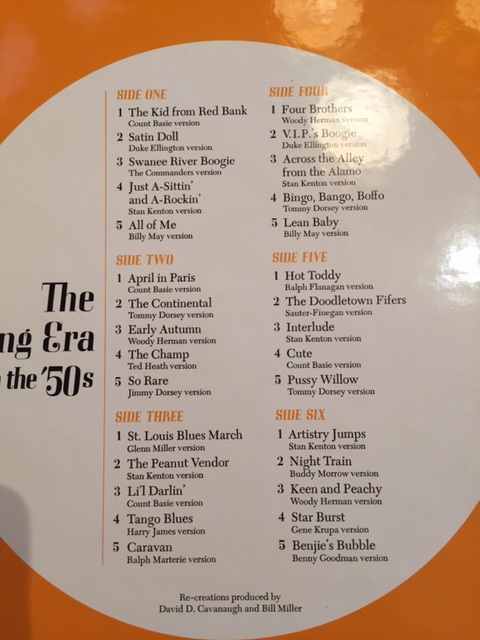 The
ng Era
the '50s
SIDE ONE
1 The Kid from Red Bank
Count Basie version
2 Satin Doll
Duke Ellington version
3 Swanee River Boogie
The Commanders version
4 Just A-Sittin'
and A-Rockin'
Stan Kenton version
5 All of Me
Billy May version
SIDE TWO
1 April in Paris
Count Basie version
2 The Continental
Tommy Dorsey version
3 Early Autumn
Woody Herman version
4 The Champ
Ted Heath version
5 So Rare
Jimmy Dorsey version
SIDE THREE
1 St. Louis Blues March
Glenn Miller version
2 The Peanut Vendor
Stan Kenton version
3 Li'l Darlin'
Count Basie version
4 Tango Blues
Harry James version
5 Caravan
Ralph Marterie version
SIDE FOUR
1 Four Brothers
Woody Herman version
2 V.I.P.'s Boogie
Duke Ellington version
3 Across the Alley
from the Alamo
Stan Kenton version
4 Bingo, Bango, Boffo
Tommy Dorsey version
5 Lean Baby
Billy May version
SIDE FIVE
1 Hot Toddy
Ralph Flanagan version
2 The Doodletown Fifers
Sauter-Finegan version
3 Interlude
Stan Kenton version
4 Cute
Count Basie version
5 Pussy Willow
Tommy Dorsey version
SIDE SIX
1 Artistry Jumps
Stan Kenton version
2 Night Train
Buddy Morrow version
3 Keen and Peachy
Woody Herman version
4 Star Burst
Gene Krupa version
5 Benjie's Bubble
Benny Goodman version
Re-creations produced by
David D. Cavanaugh and Bill Miller